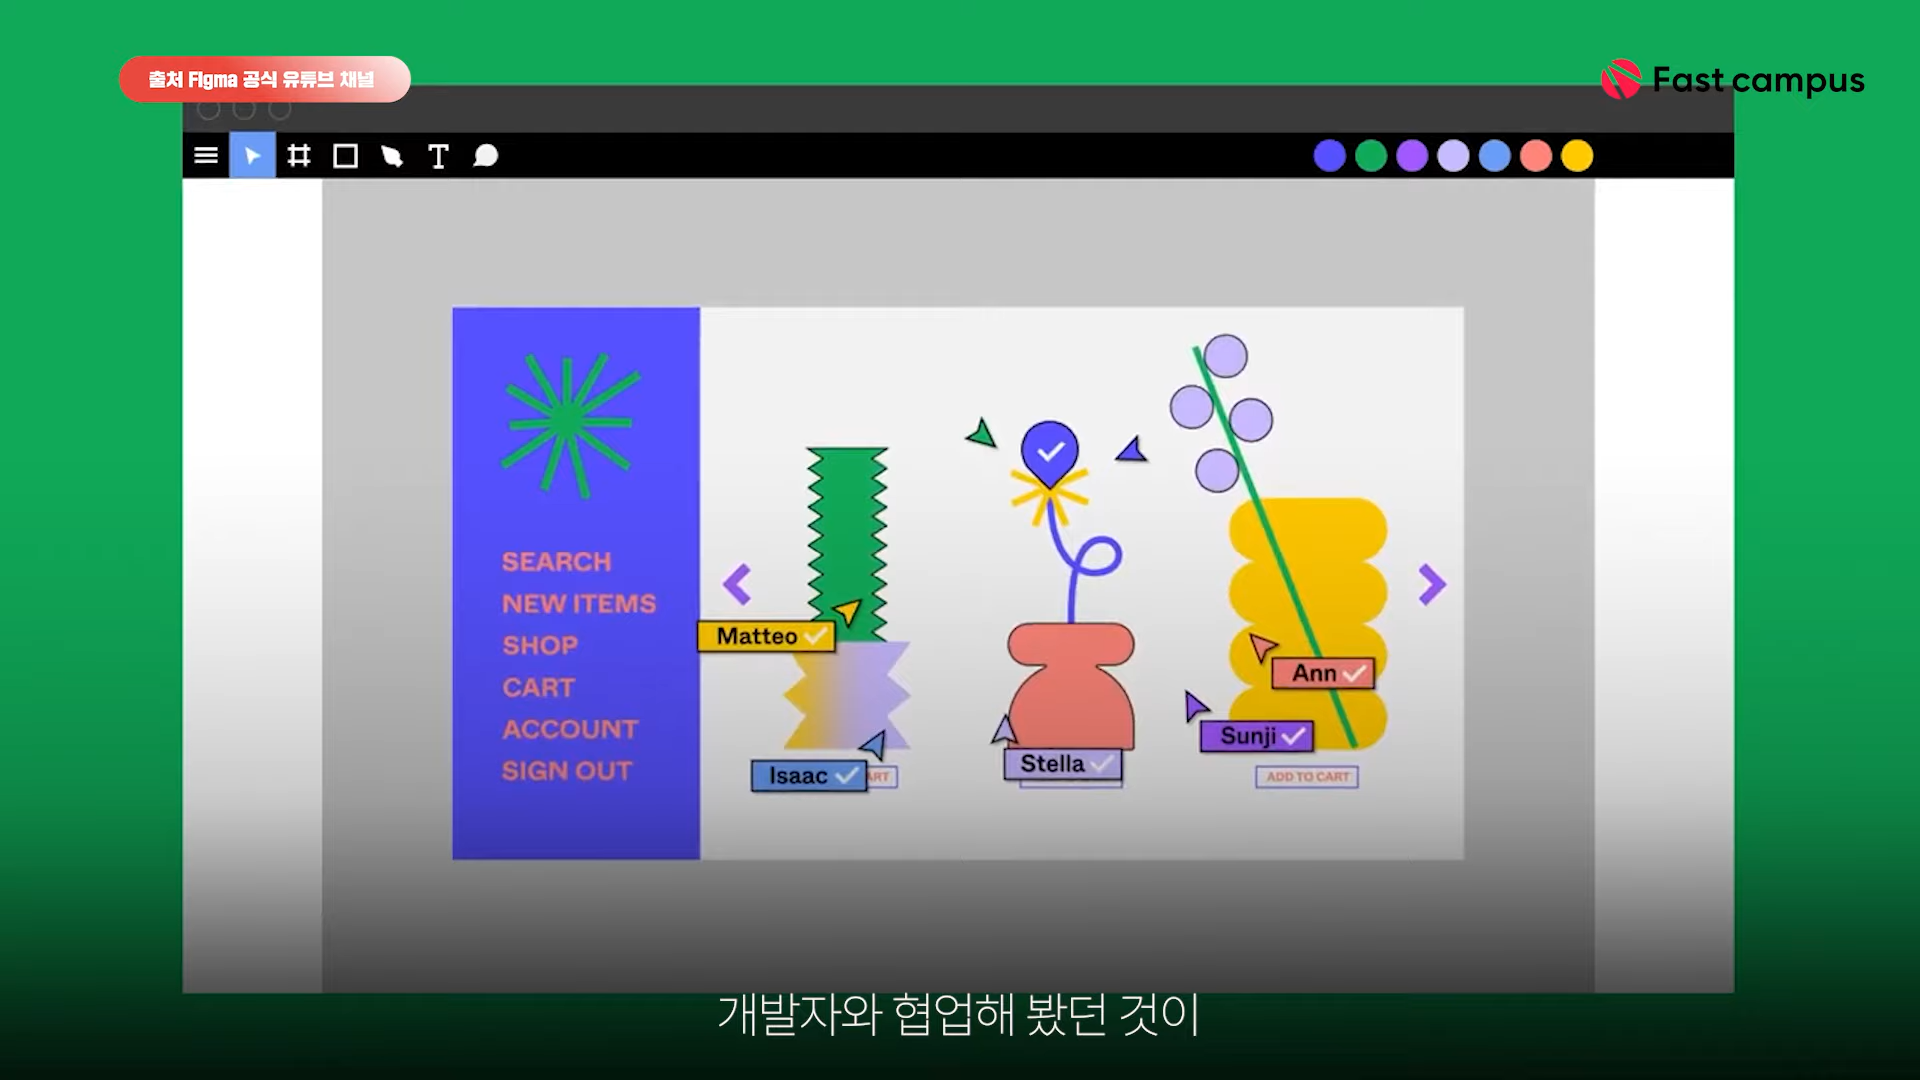 출처 FIgma 공식 유튜브 채널
Fast campus
T
SEARCH
NEW ITEMS
SHOP
CART
ACCOUNT
SIGN OUT
Matteo
Ann
Sunji
Stella
Isaac
ART
ADD TO CART
개발자와 협업해 봤던 것이